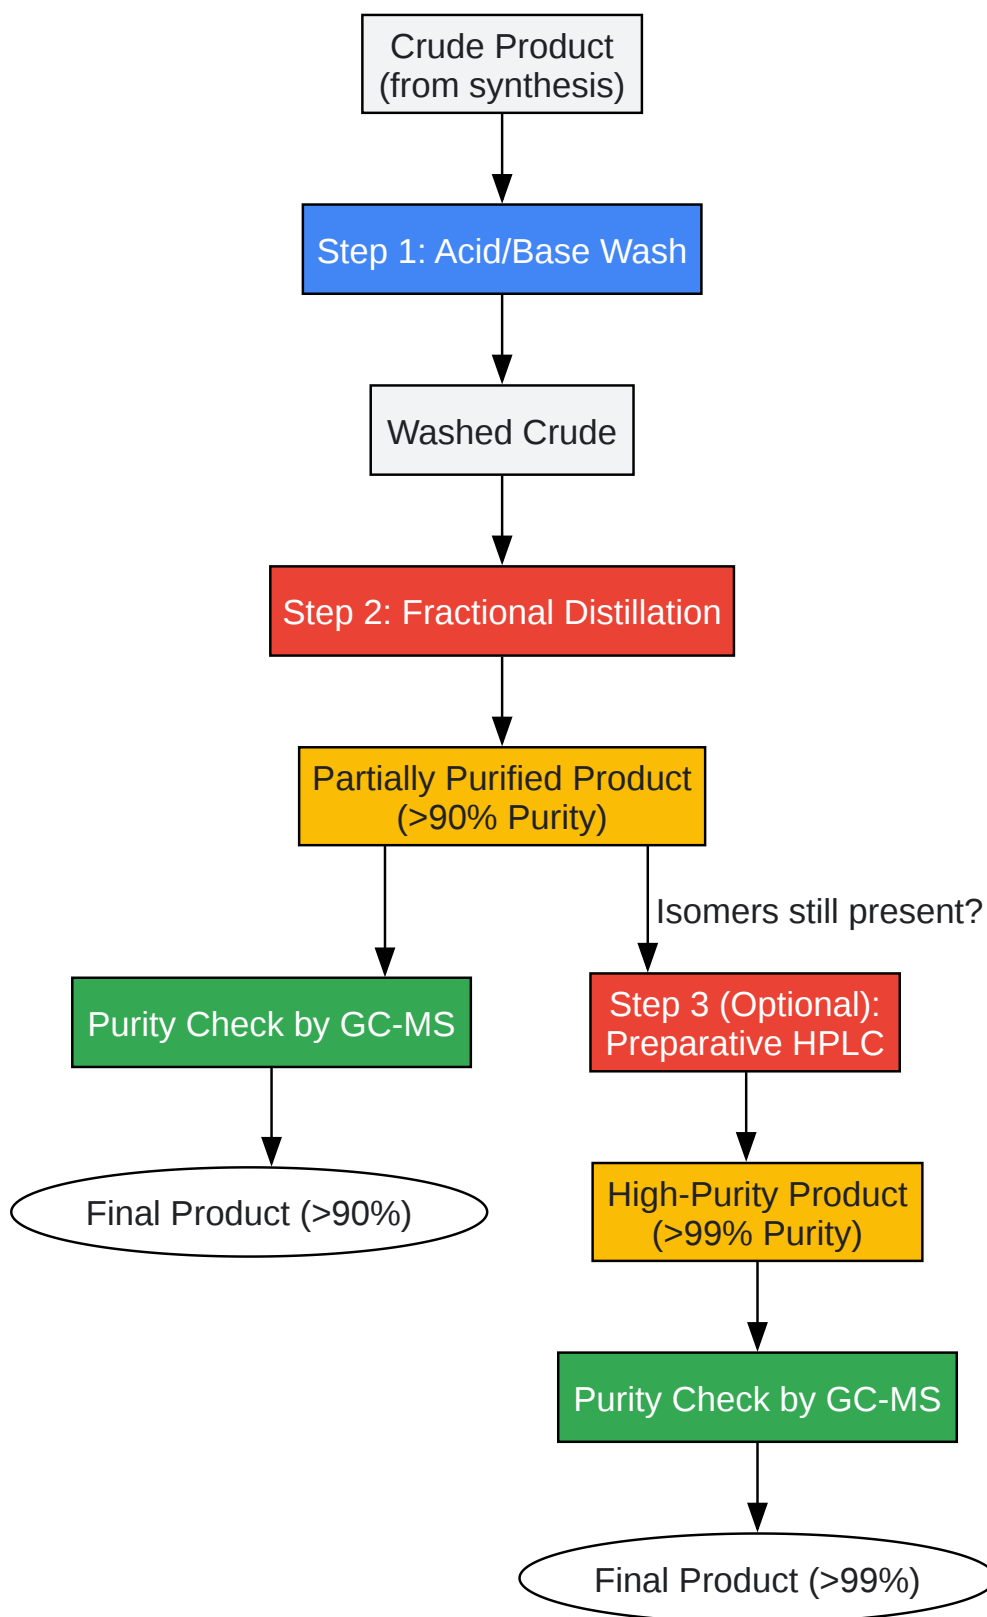 Crude Product
(from synthesis)
Step 1: Acid/Base Wash
Washed Crude
Step 2: Fractional Distillation
Partially Purified Product
(>90% Purity)
Isomers still present?
Purity Check by GC-MS
Step 3 (Optional):
Preparative HPLC
Final Product (>90%)
High-Purity Product
(>99% Purity)
Purity Check by GC-MS
Final Product (>99%)